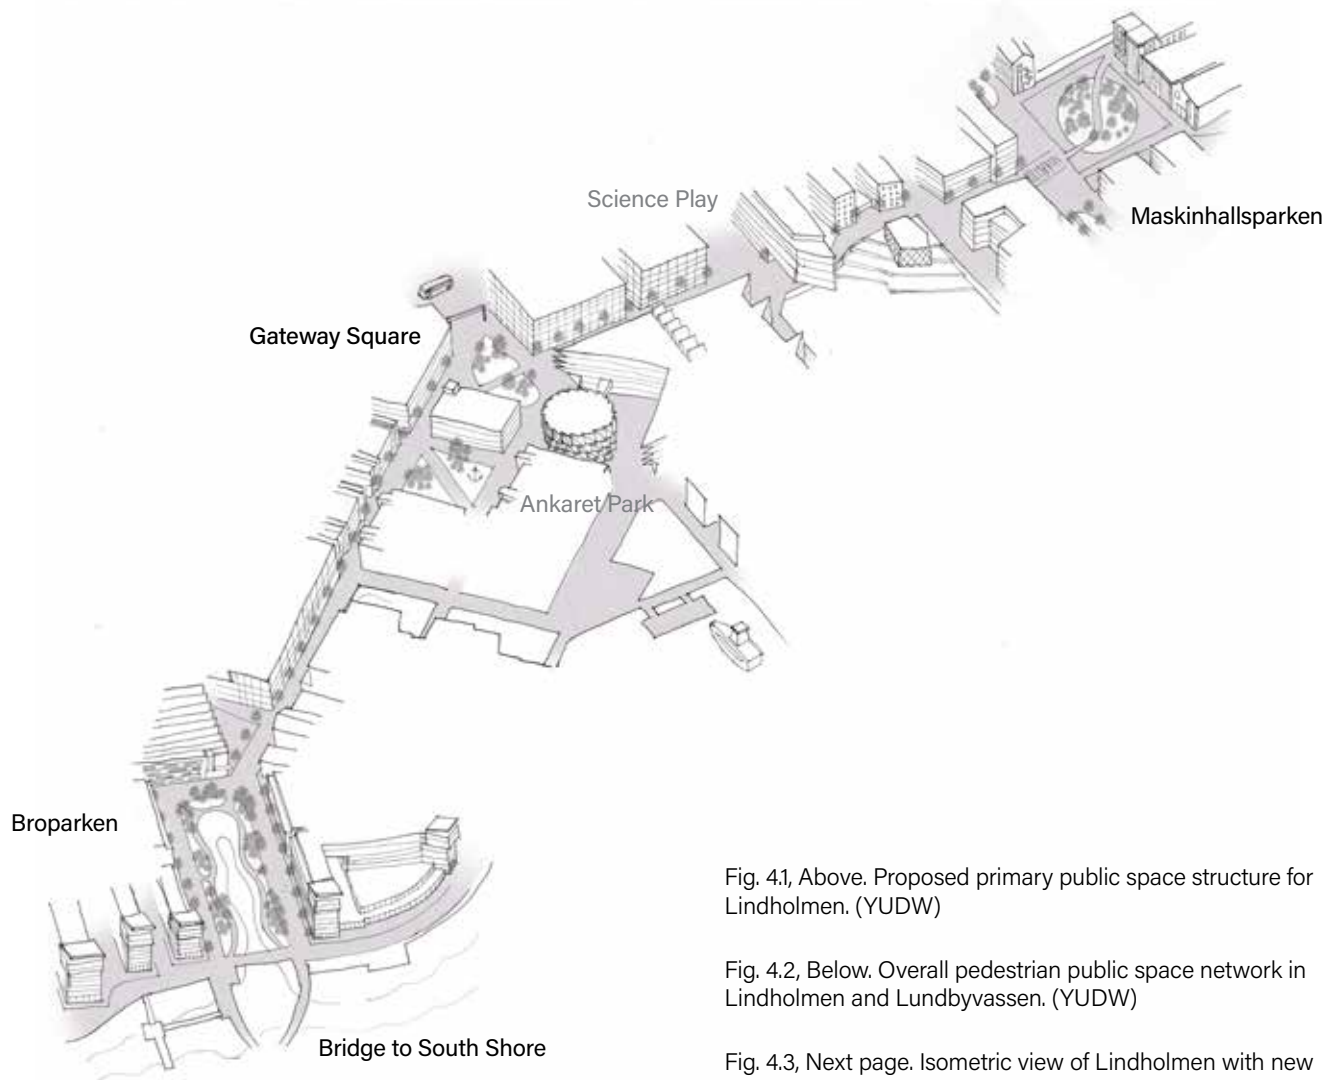 Science Play
Maskinhallsparken
Gateway Square
Ankaret Park
Broparken
Bridge to South Shore
Fig. 4.1, Above. Proposed primary public space structure for
Lindholmen. (YUDW)
Fig. 4.2, Below. Overall pedestrian public space network in
Lindholmen and Lundbyvassen. (YUDW)
Fig. 4.3, Next page. Isometric view of Lindholmen with new